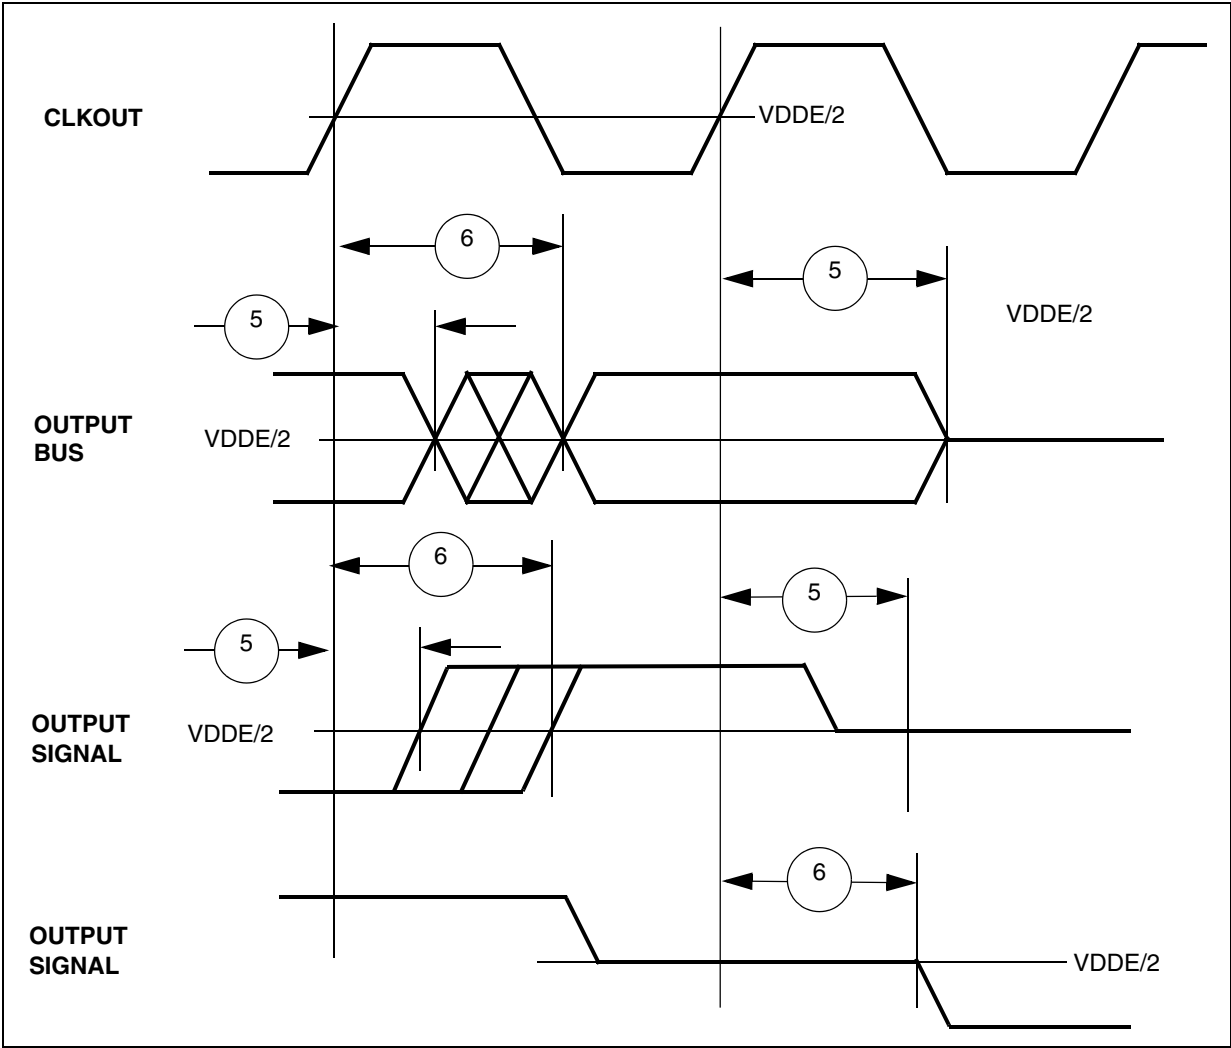 CLKOUT
VDDE/2
6
5
5
VDDE/2
OUTPUT
BUS
VDDE/2
6
5
5
OUTPUT
SIGNAL
VDDE/2
6
OUTPUT
SIGNAL
VDDE/2